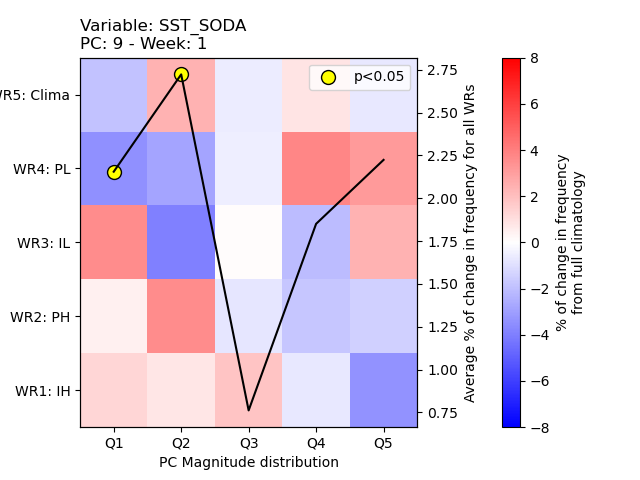 Variable: SST_SODA
PC: 9 - Week: 1
WR5: Clima
WR4: PL
WR3: IL
WR2: PH
WR1: IH
Q1 Q2 Q3 Q4 Q5
PC Magnitude distribution
p<0.05
2.75
2.50
2.25
2.00
1.75
1.50
1.25
1.00
0.75
Average % of change in frequency for all WRs
8
6
4
2
0
−2
−4
−6
−8
% of change in frequency
from full climatology